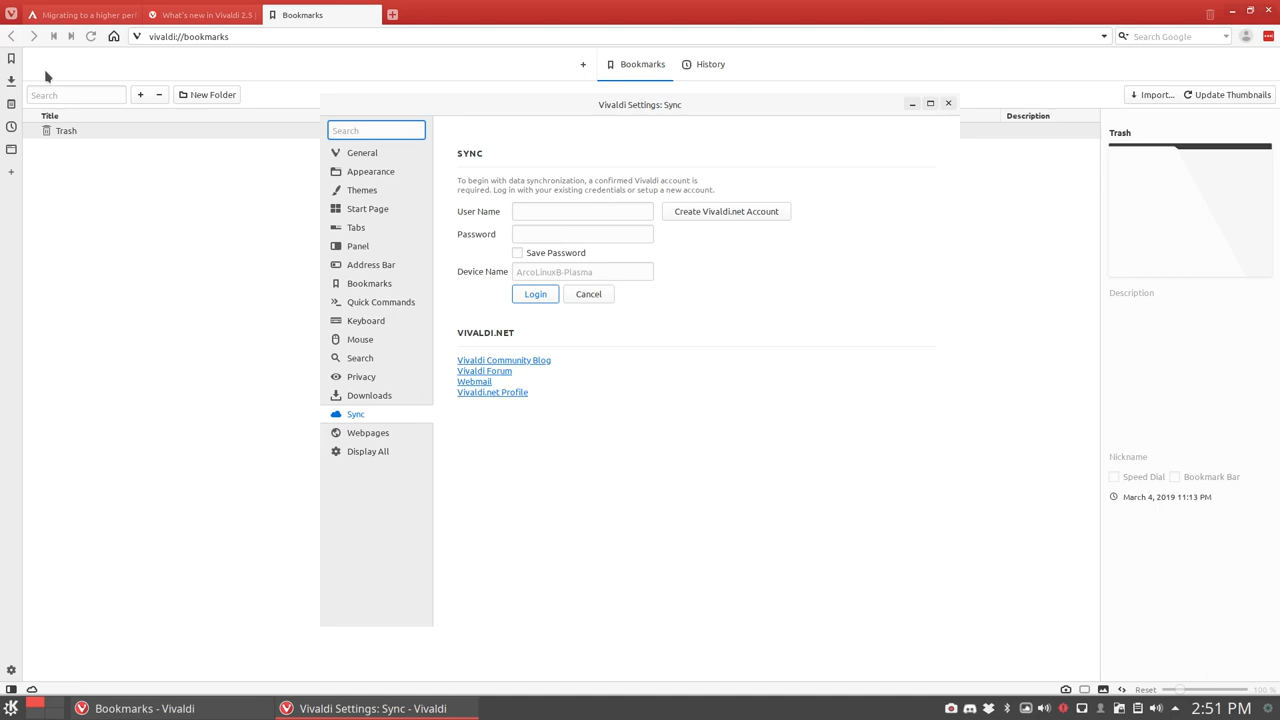 Migrating to a higher per
What's new in Vivaldi 2.5
Bookmarks
vivaldi://bookmarks
Search Google
+ Bookmarks History
Search
New Folder
Import...
Update Thumbnails
Title
Description
Trash
Vivaldi Settings: Sync
Search
General
Appearance
Themes
Start Page
Tabs
Panel
Address Bar
Bookmarks
Quick Commands
Keyboard
Mouse
Search
Privacy
Downloads
Sync
Webpages
Display All
SYNC
To begin with data synchronization, a confirmed Vivaldi account is
required. Log in with your existing credentials or setup a new account.
User Name
Create Vivaldi.net Account
Password
Save Password
Device Name ArcoLinuxB-Plasma
Login Cancel
VIVALDI.NET
Vivaldi Community Blog
Vivaldi Forum
Webmail
Vivaldi.net Profile
Trash
Description
Nickname
Speed Dial Bookmark Bar
March 4, 2019 11:13 PM
Reset 100 %
Bookmarks - Vivaldi
Vivaldi Settings: Sync - Vivaldi
2:51 PM